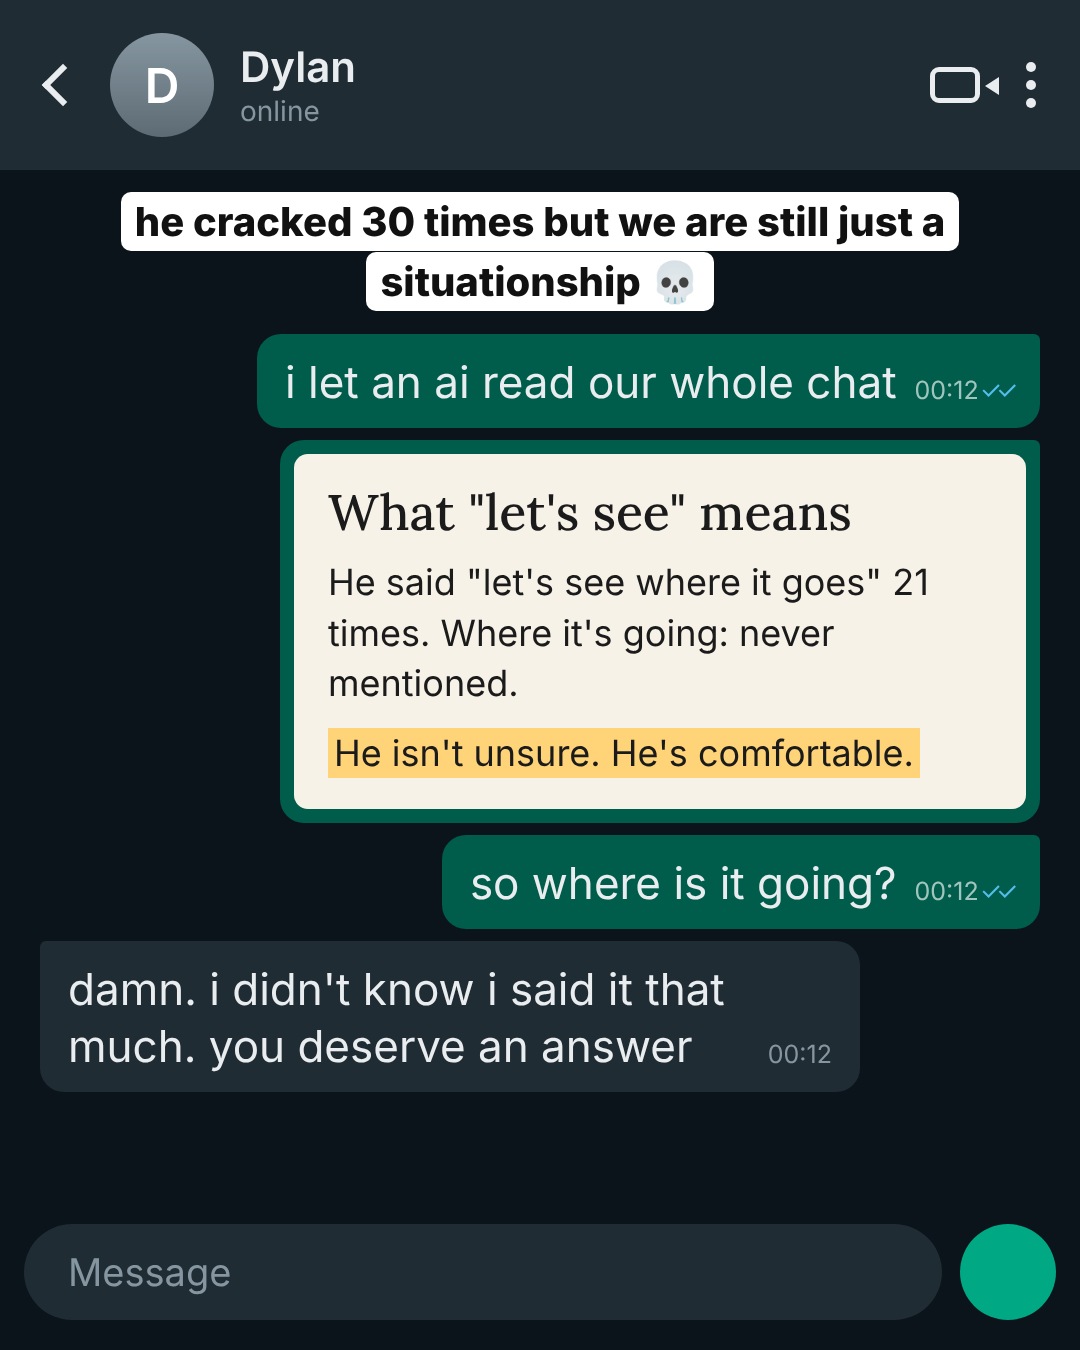 D
Dylan
online
he cracked 30 times but we are still just a
situationship 💀
i let an ai read our whole chat 00:12
What "let's see" means
He said "let's see where it goes" 21
times. Where it's going: never
mentioned.
He isn't unsure. He's comfortable.
so where is it going? 00:12
damn. i didn't know i said it that
much. you deserve an answer 00:12
Message